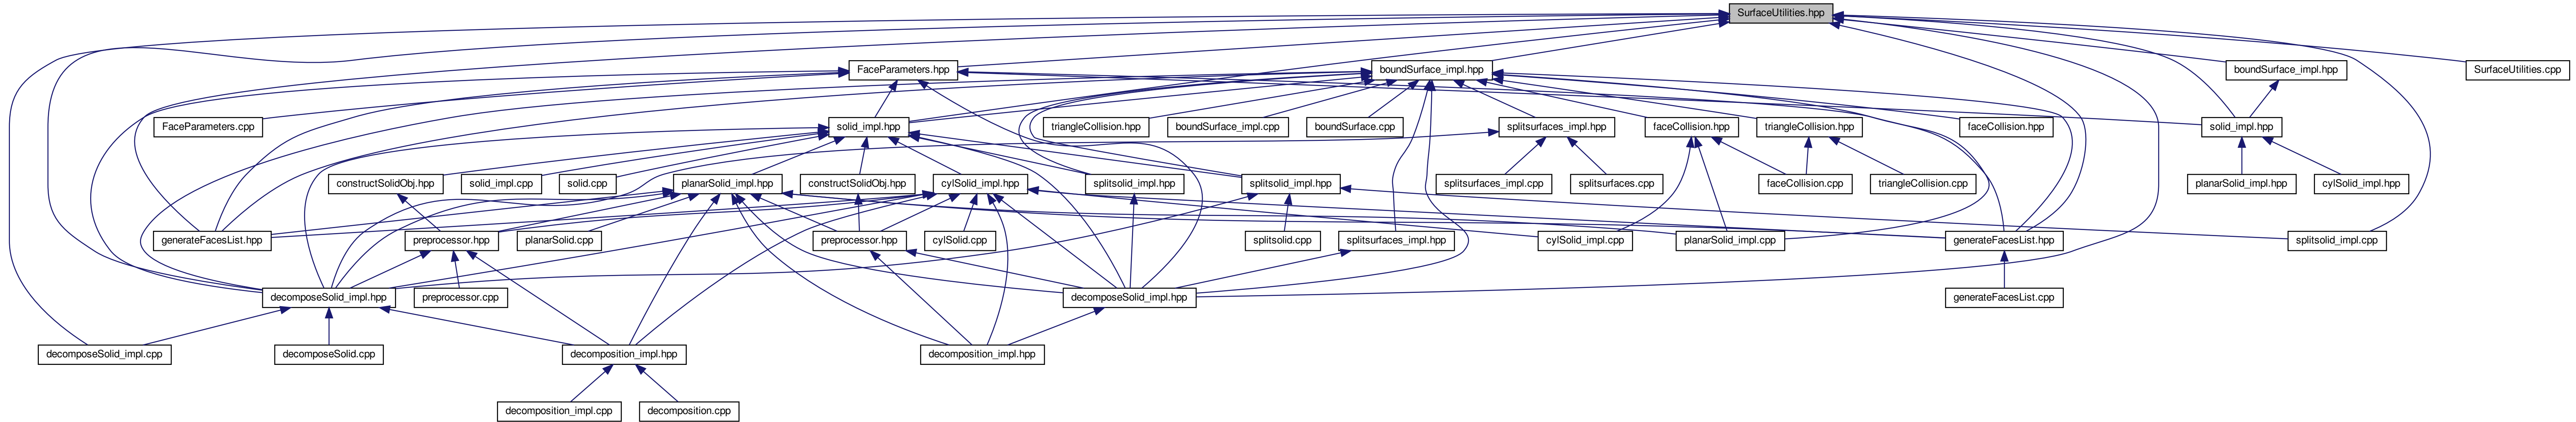 SurfaceUtilities.hpp
FaceParameters.hpp
boundSurface_impl.hpp
boundSurface_impl.hpp
SurfaceUtilities.cpp
FaceParameters.cpp
solid_impl.hpp
triangleCollision.hpp
boundSurface_impl.cpp
boundSurface.cpp
splitsurfaces_impl.hpp
faceCollision.hpp
triangleCollision.hpp
faceCollision.hpp
solid_impl.hpp
constructSolidObj.hpp
solid_impl.cpp
solid.cpp
planarSolid_impl.hpp
constructSolidObj.hpp
cylSolid_impl.hpp
splitsolid_impl.hpp
splitsolid_impl.hpp
splitsurfaces_impl.cpp
splitsurfaces.cpp
faceCollision.cpp
triangleCollision.cpp
planarSolid_impl.hpp
cylSolid_impl.hpp
generateFacesList.hpp
preprocessor.hpp
planarSolid.cpp
preprocessor.hpp
cylSolid.cpp
splitsolid.cpp
splitsurfaces_impl.hpp
cylSolid_impl.cpp
planarSolid_impl.cpp
generateFacesList.hpp
splitsolid_impl.cpp
decomposeSolid_impl.hpp
preprocessor.cpp
decomposeSolid_impl.hpp
generateFacesList.cpp
decomposeSolid_impl.cpp
decomposeSolid.cpp
decomposition_impl.hpp
decomposition_impl.hpp
decomposition_impl.cpp
decomposition.cpp